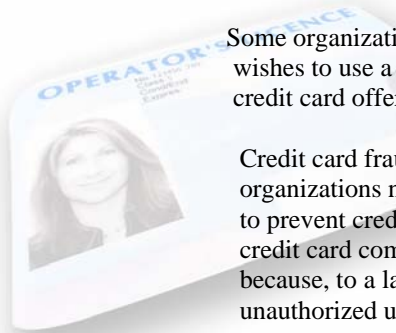 OPERATOR'S LICENCE
Some organizati
wishes to use a
credit card offer
Credit card frau
organizations n
to prevent cred
credit card com
because, to a la
unauthorized u